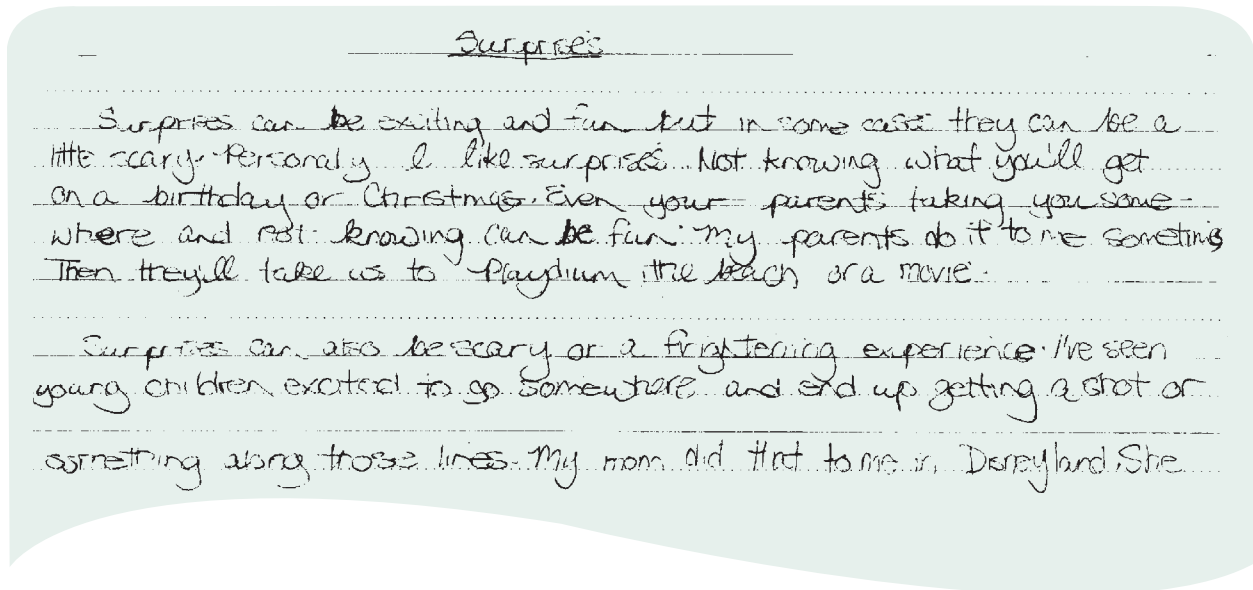 Surprises
Surprises can be exiting and fun but in some cases they can be a
little scary. Personaly I like surprises. Not knowing what you'll get
on a birthday or Christmas. Even your parents taking you some-
where and not knowing can be fun. My parents do it to me sometims
Then they'll take us to Playdium, the beach, or a movie.
Surprises can also be scary or a frightening experience. I've seen
young children excited to go somewhere and end up getting a shot or
something along those lines. My mom did that to me in Disneyland. She